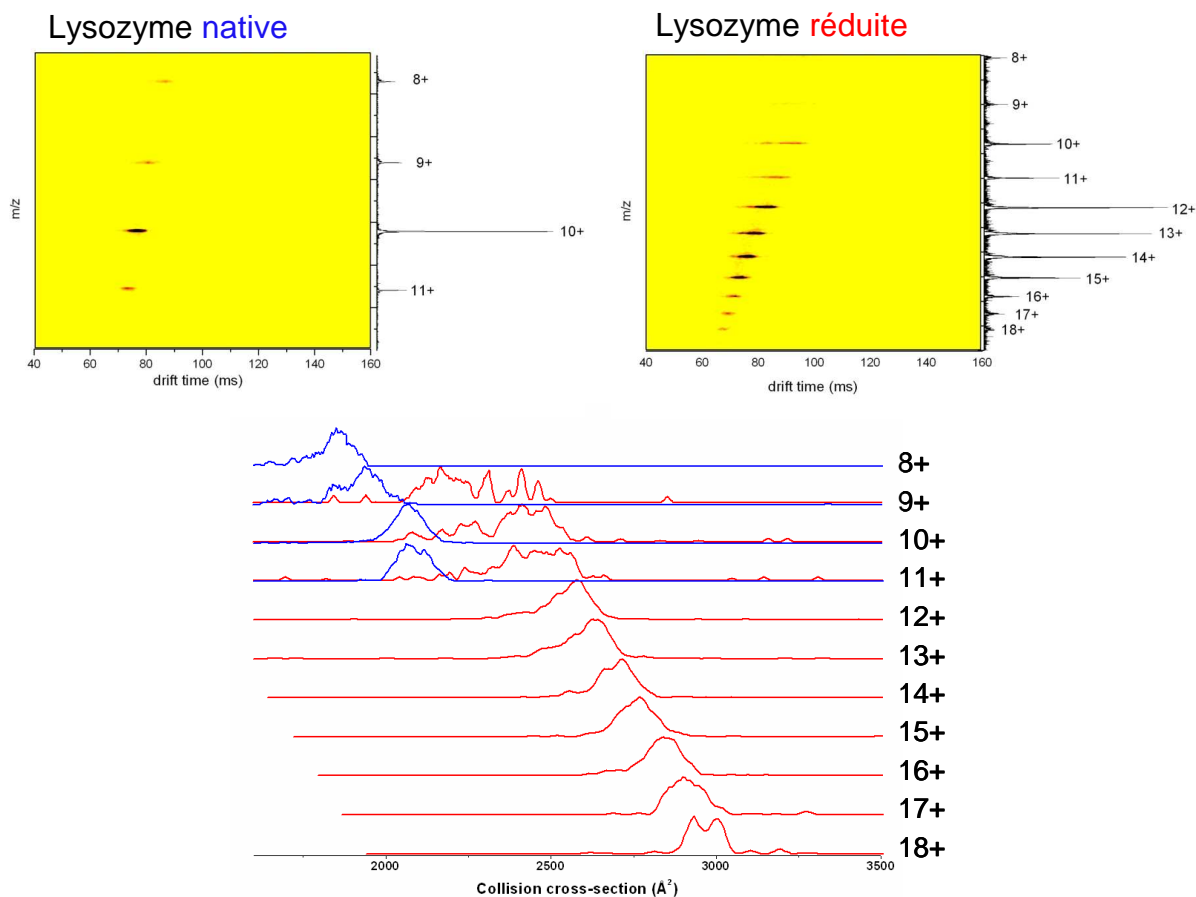 Lysozyme native
8+
9+
10+
11+
m/z
40 60 80 100 120 140 160
drift time (ms)
Lysozyme réduite
8+
9+
10+
11+
12+
13+
14+
15+
16+
17+
18+
m/z
40 60 80 100 120 140 160
drift time (ms)
8+
9+
10+
11+
12+
13+
14+
15+
16+
17+
18+
2000 2500 3000 3500
Collision cross-section (Å²)